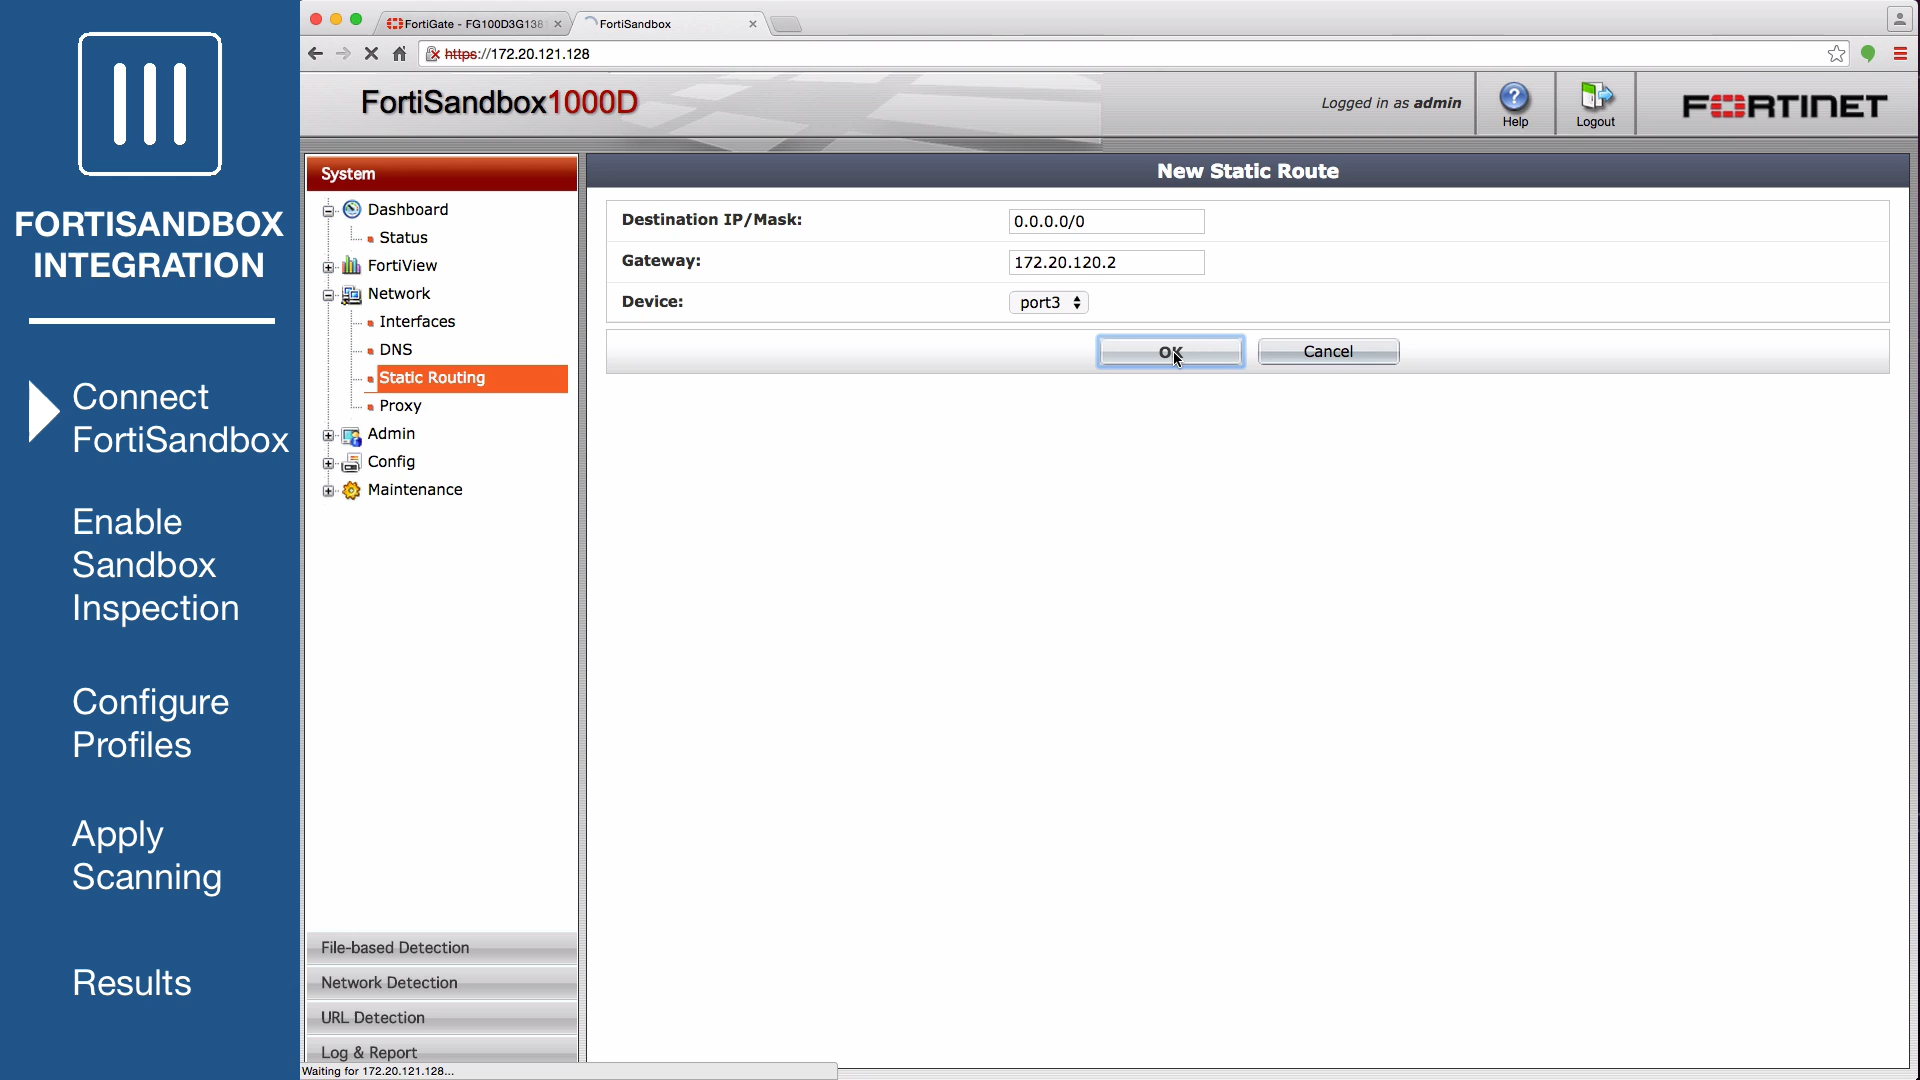 FORTISANDBOX
INTEGRATION
Connect
FortiSandbox
Enable
Sandbox
Inspection
Configure
Profiles
Apply
Scanning
Results
FortiGate - FG100D3G1381
FortiSandbox
https://172.20.121.128
FortiSandbox1000D
Logged in as admin
Help
Logout
FORTINET
System
Dashboard
Status
FortiView
Network
Interfaces
DNS
Static Routing
Proxy
Admin
Config
Maintenance
File-based Detection
Network Detection
URL Detection
Log & Report
New Static Route
Destination IP/Mask: 0.0.0.0/0
Gateway: 172.20.120.2
Device: port3
OK Cancel
Waiting for 172.20.121.128...